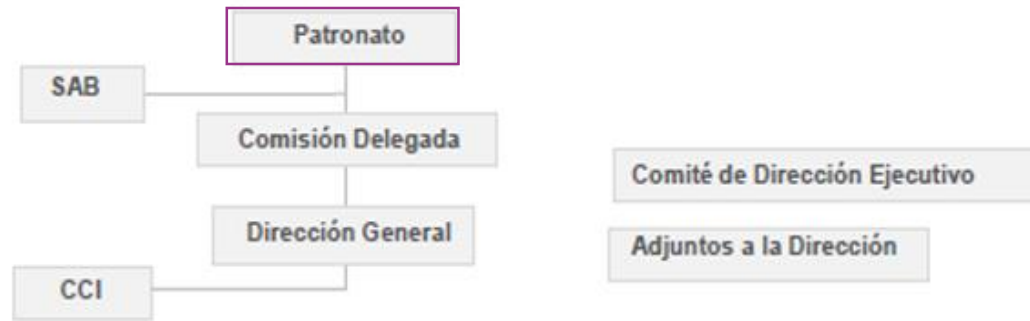 Patronato
SAB
Comisión Delegada
Comité de Dirección Ejecutivo
Dirección General
Adjuntos a la Dirección
CCI